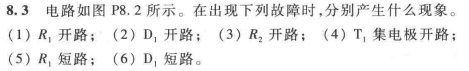 8.3 电路如图 P8.2 所示。在出现下列故障时,分别产生什么现象。
(1) R₁ 开路; (2) D₁ 开路; (3) R₂ 开路; (4) T₁ 集电极开路;
(5) R₁ 短路; (6) D₁ 短路。